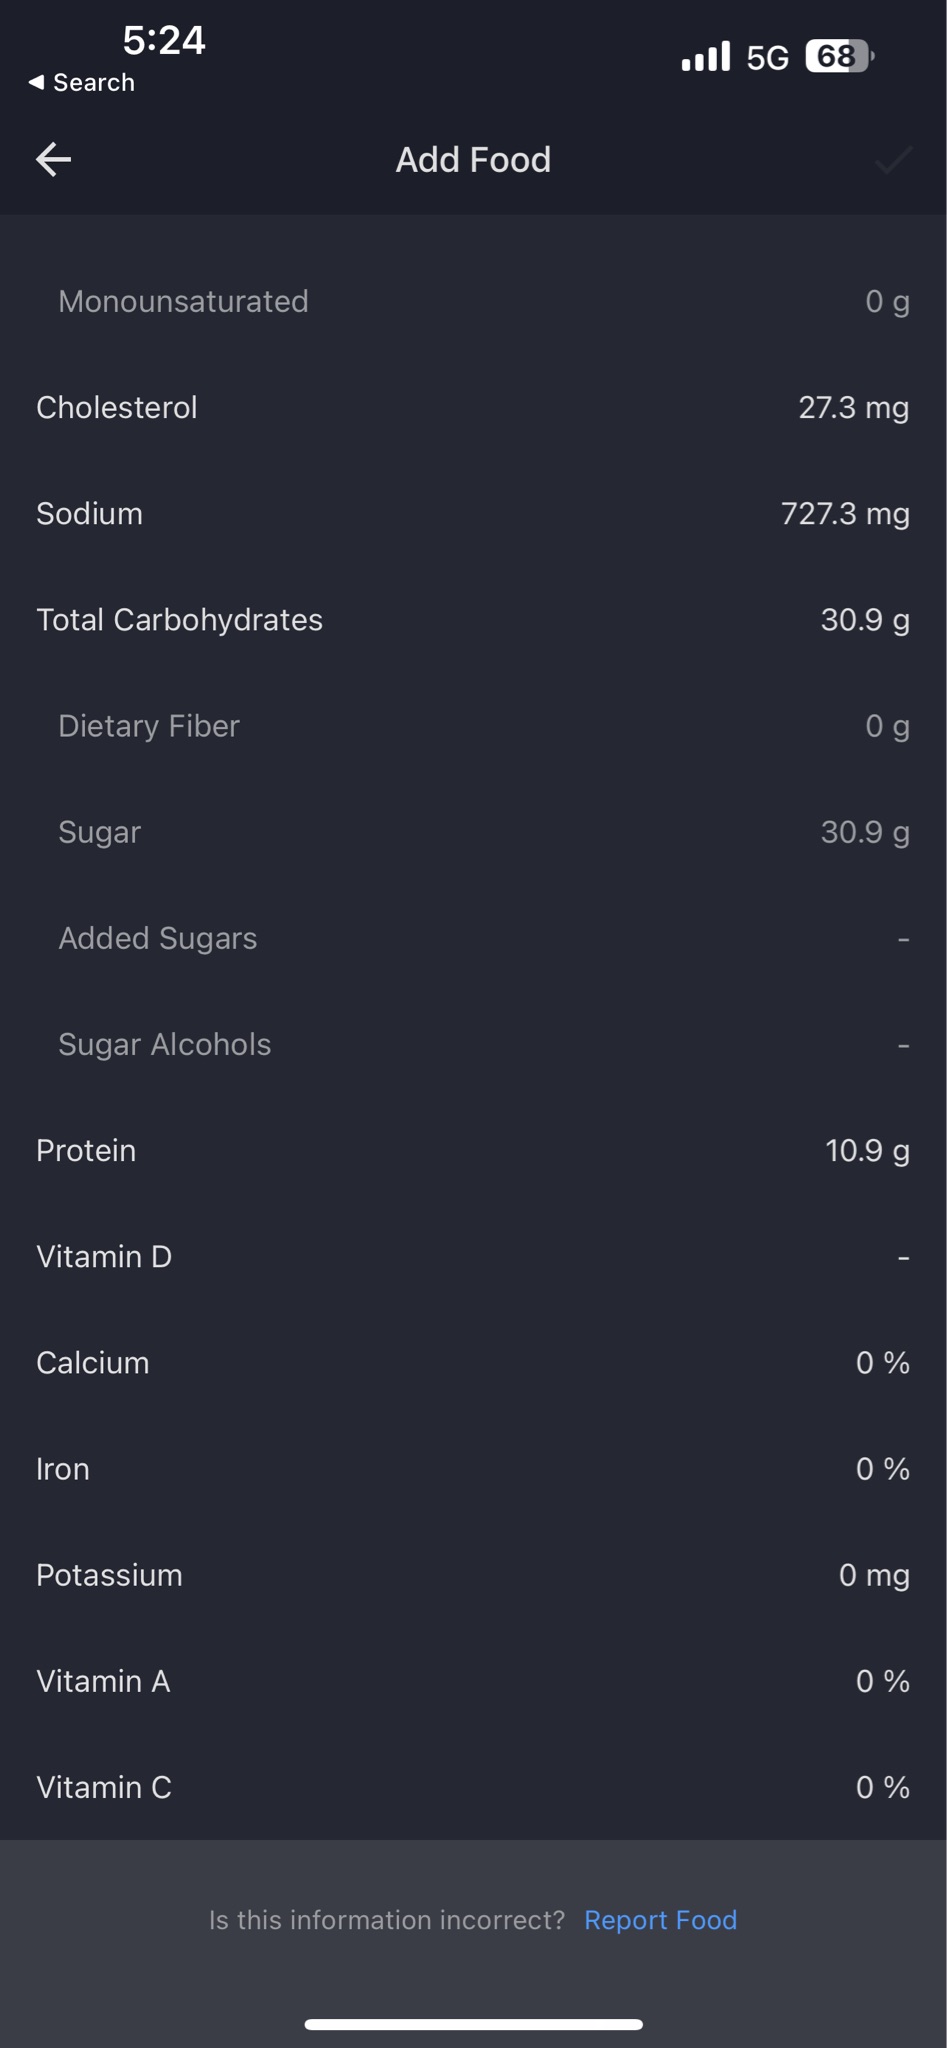 5:24
5G 68
◀ Search
Add Food
Monounsaturated 0 g
Cholesterol 27.3 mg
Sodium 727.3 mg
Total Carbohydrates 30.9 g
Dietary Fiber 0 g
Sugar 30.9 g
Added Sugars -
Sugar Alcohols -
Protein 10.9 g
Vitamin D -
Calcium 0 %
Iron 0 %
Potassium 0 mg
Vitamin A 0 %
Vitamin C 0 %
Is this information incorrect? Report Food